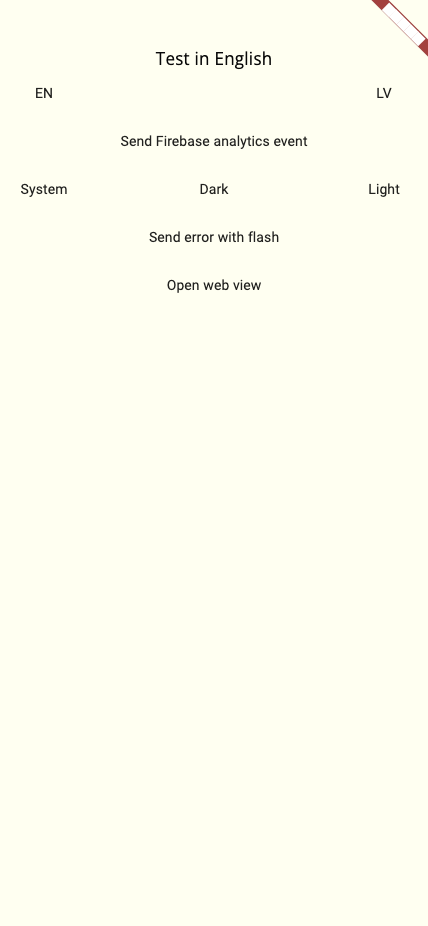 Test in English
EN LV
Send Firebase analytics event
System Dark Light
Send error with flash
Open web view